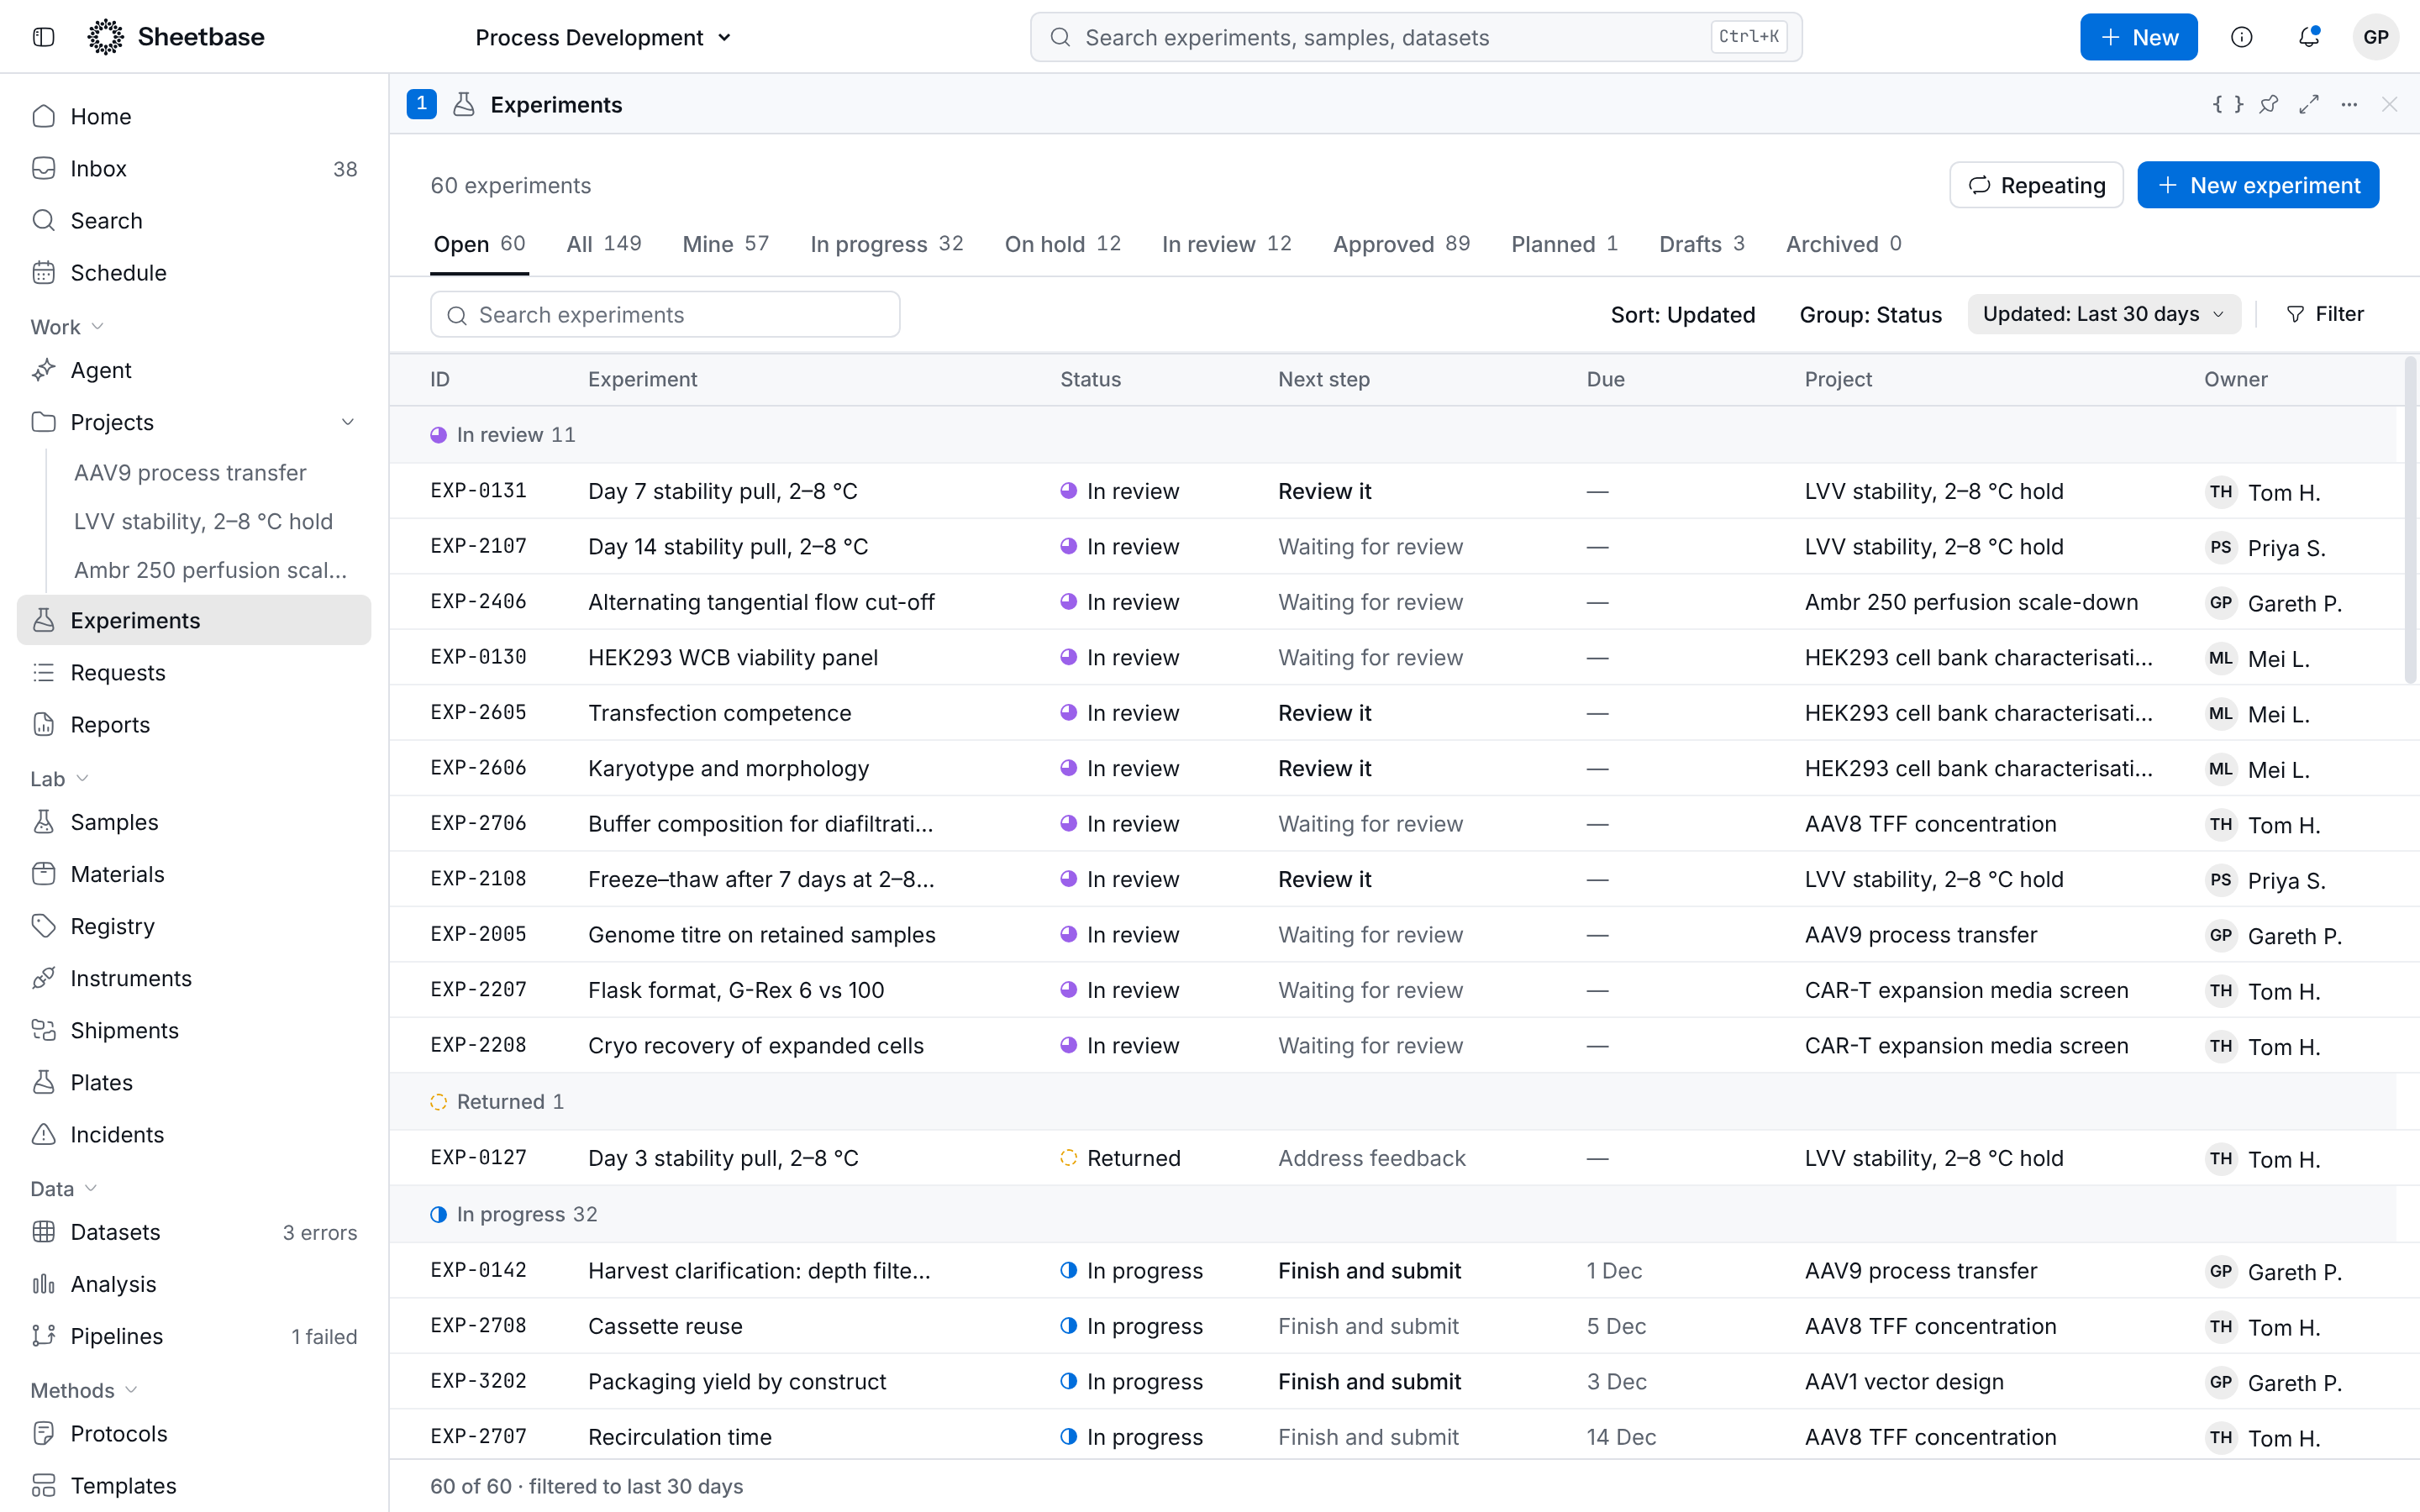 Sheetbase
Process Development
Search experiments, samples, datasets
Ctrl+K
New
GP
Home
Inbox 38
Search
Schedule
Work
Agent
Projects
AAV9 process transfer
LVV stability, 2–8 °C hold
Ambr 250 perfusion scal...
Experiments
Requests
Reports
Lab
Samples
Materials
Registry
Instruments
Shipments
Plates
Incidents
Data
Datasets 3 errors
Analysis
Pipelines 1 failed
Methods
Protocols
Templates
1 Experiments
60 experiments
Repeating
New experiment
Open 60 All 149 Mine 57 In progress 32 On hold 12 In review 12 Approved 89 Planned 1 Drafts 3 Archived 0
Search experiments
Sort: Updated Group: Status Updated: Last 30 days Filter
ID Experiment Status Next step Due Project Owner
In review 11
EXP-0131 Day 7 stability pull, 2–8 °C In review Review it — LVV stability, 2–8 °C hold TH Tom H.
EXP-2107 Day 14 stability pull, 2–8 °C In review Waiting for review — LVV stability, 2–8 °C hold PS Priya S.
EXP-2406 Alternating tangential flow cut-off In review Waiting for review — Ambr 250 perfusion scale-down GP Gareth P.
EXP-0130 HEK293 WCB viability panel In review Waiting for review — HEK293 cell bank characterisati... ML Mei L.
EXP-2605 Transfection competence In review Review it — HEK293 cell bank characterisati... ML Mei L.
EXP-2606 Karyotype and morphology In review Review it — HEK293 cell bank characterisati... ML Mei L.
EXP-2706 Buffer composition for diafiltrati... In review Waiting for review — AAV8 TFF concentration TH Tom H.
EXP-2108 Freeze–thaw after 7 days at 2–8... In review Review it — LVV stability, 2–8 °C hold PS Priya S.
EXP-2005 Genome titre on retained samples In review Waiting for review — AAV9 process transfer GP Gareth P.
EXP-2207 Flask format, G-Rex 6 vs 100 In review Waiting for review — CAR-T expansion media screen TH Tom H.
EXP-2208 Cryo recovery of expanded cells In review Waiting for review — CAR-T expansion media screen TH Tom H.
Returned 1
EXP-0127 Day 3 stability pull, 2–8 °C Returned Address feedback — LVV stability, 2–8 °C hold TH Tom H.
In progress 32
EXP-0142 Harvest clarification: depth filte... In progress Finish and submit 1 Dec AAV9 process transfer GP Gareth P.
EXP-2708 Cassette reuse In progress Finish and submit 5 Dec AAV8 TFF concentration TH Tom H.
EXP-3202 Packaging yield by construct In progress Finish and submit 3 Dec AAV1 vector design GP Gareth P.
EXP-2707 Recirculation time In progress Finish and submit 14 Dec AAV8 TFF concentration TH Tom H.
60 of 60 · filtered to last 30 days